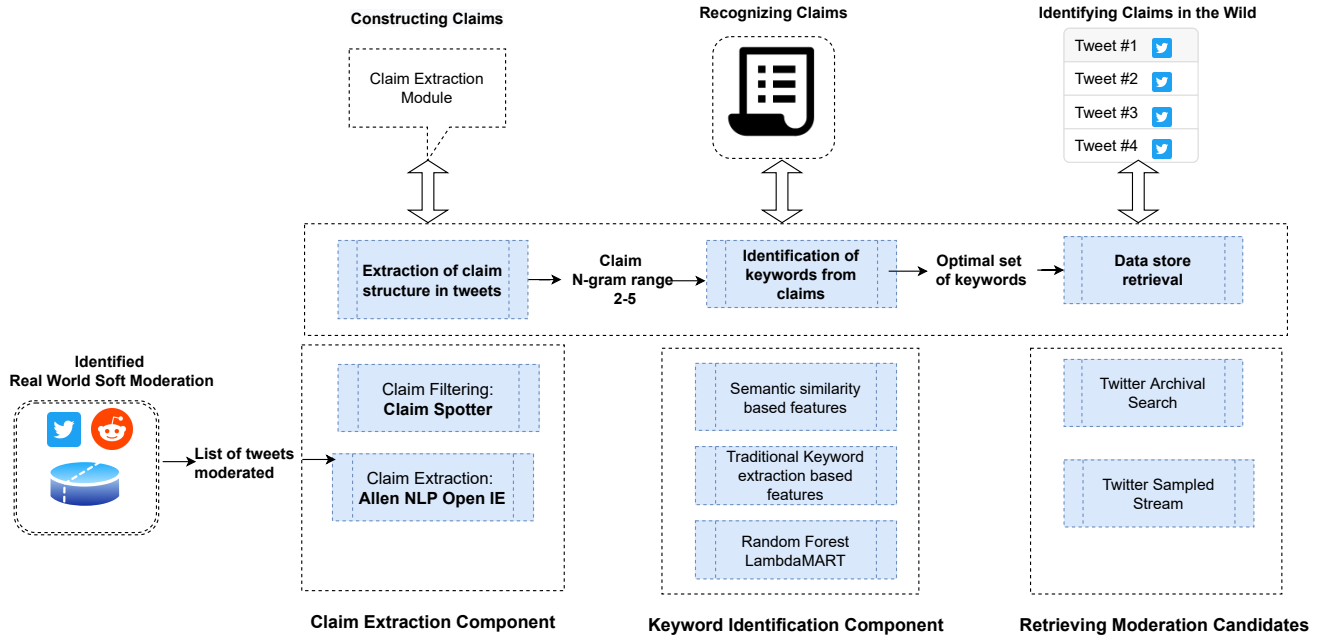 Constructing Claims
Recognizing Claims
Identifying Claims in the Wild
Claim Extraction
Module
Tweet #1
Tweet #2
Tweet #3
Tweet #4
Extraction of claim
structure in tweets
Claim
N-gram range
2-5
Identification of
keywords from
claims
Optimal set
of keywords
Data store
retrieval
Identified
Real World Soft Moderation
List of tweets
moderated
Claim Filtering:
Claim Spotter
Claim Extraction:
Allen NLP Open IE
Semantic similarity
based features
Traditional Keyword
extraction based
features
Random Forest
LambdaMART
Twitter Archival
Search
Twitter Sampled
Stream
Claim Extraction Component
Keyword Identification Component
Retrieving Moderation Candidates